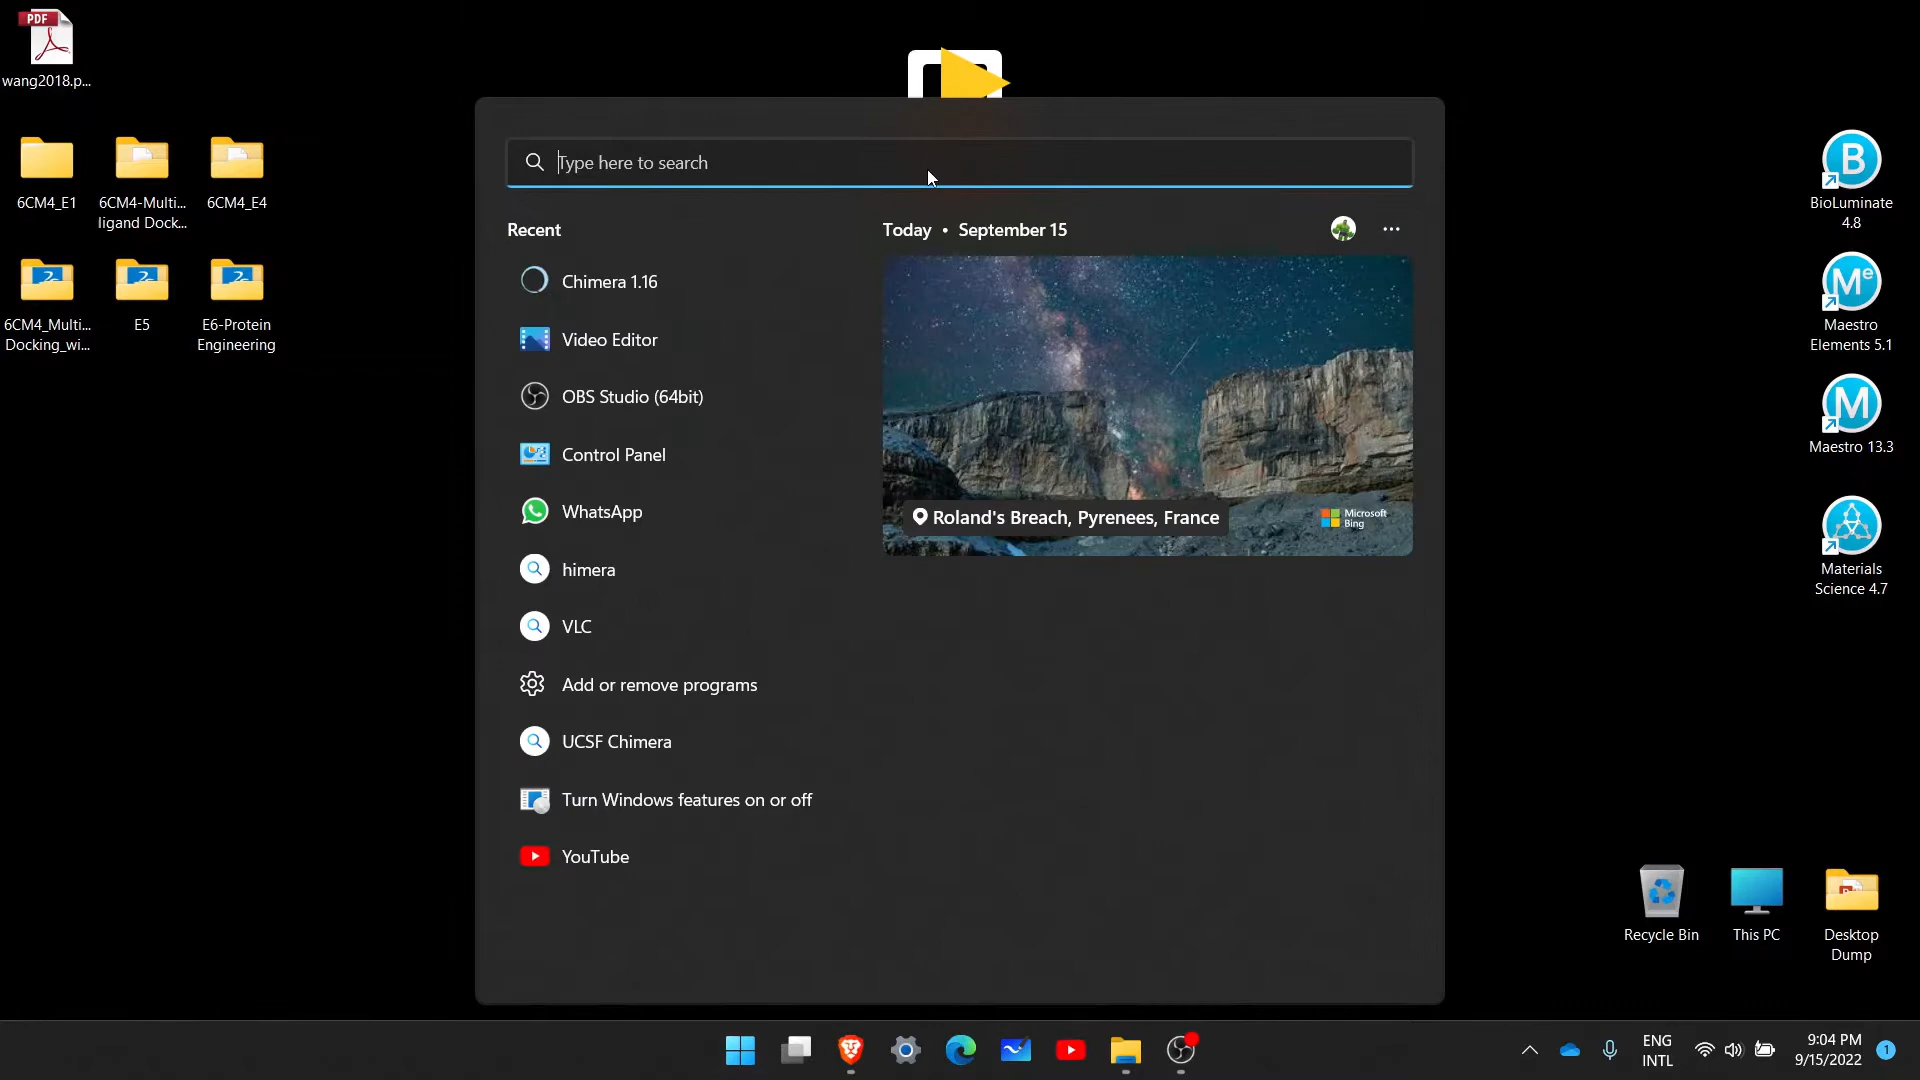 PDF
wang2018.p...
6CM4_E1
6CM4-Multi...
ligand Dock...
6CM4_E4
6CM4_Multi...
Docking_wi...
E5
E6-Protein
Engineering
Type here to search
Recent
Chimera 1.16
Video Editor
OBS Studio (64bit)
Control Panel
WhatsApp
himera
VLC
Add or remove programs
UCSF Chimera
Turn Windows features on or off
YouTube
Today • September 15
Roland's Breach, Pyrenees, France
Microsoft
Bing
B
BioLuminate
4.8
Me
Maestro
Elements 5.1
M
Maestro 13.3
Materials
Science 4.7
Recycle Bin
This PC
Desktop
Dump
ENG
INTL
9:04 PM
9/15/2022
1